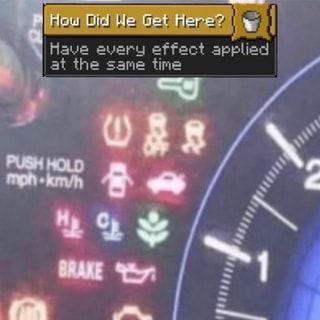 How Did We Get Here?
Have every effect applied
at the same time
PUSH HOLD
mph•km/h
H
C
BRAKE
2
1